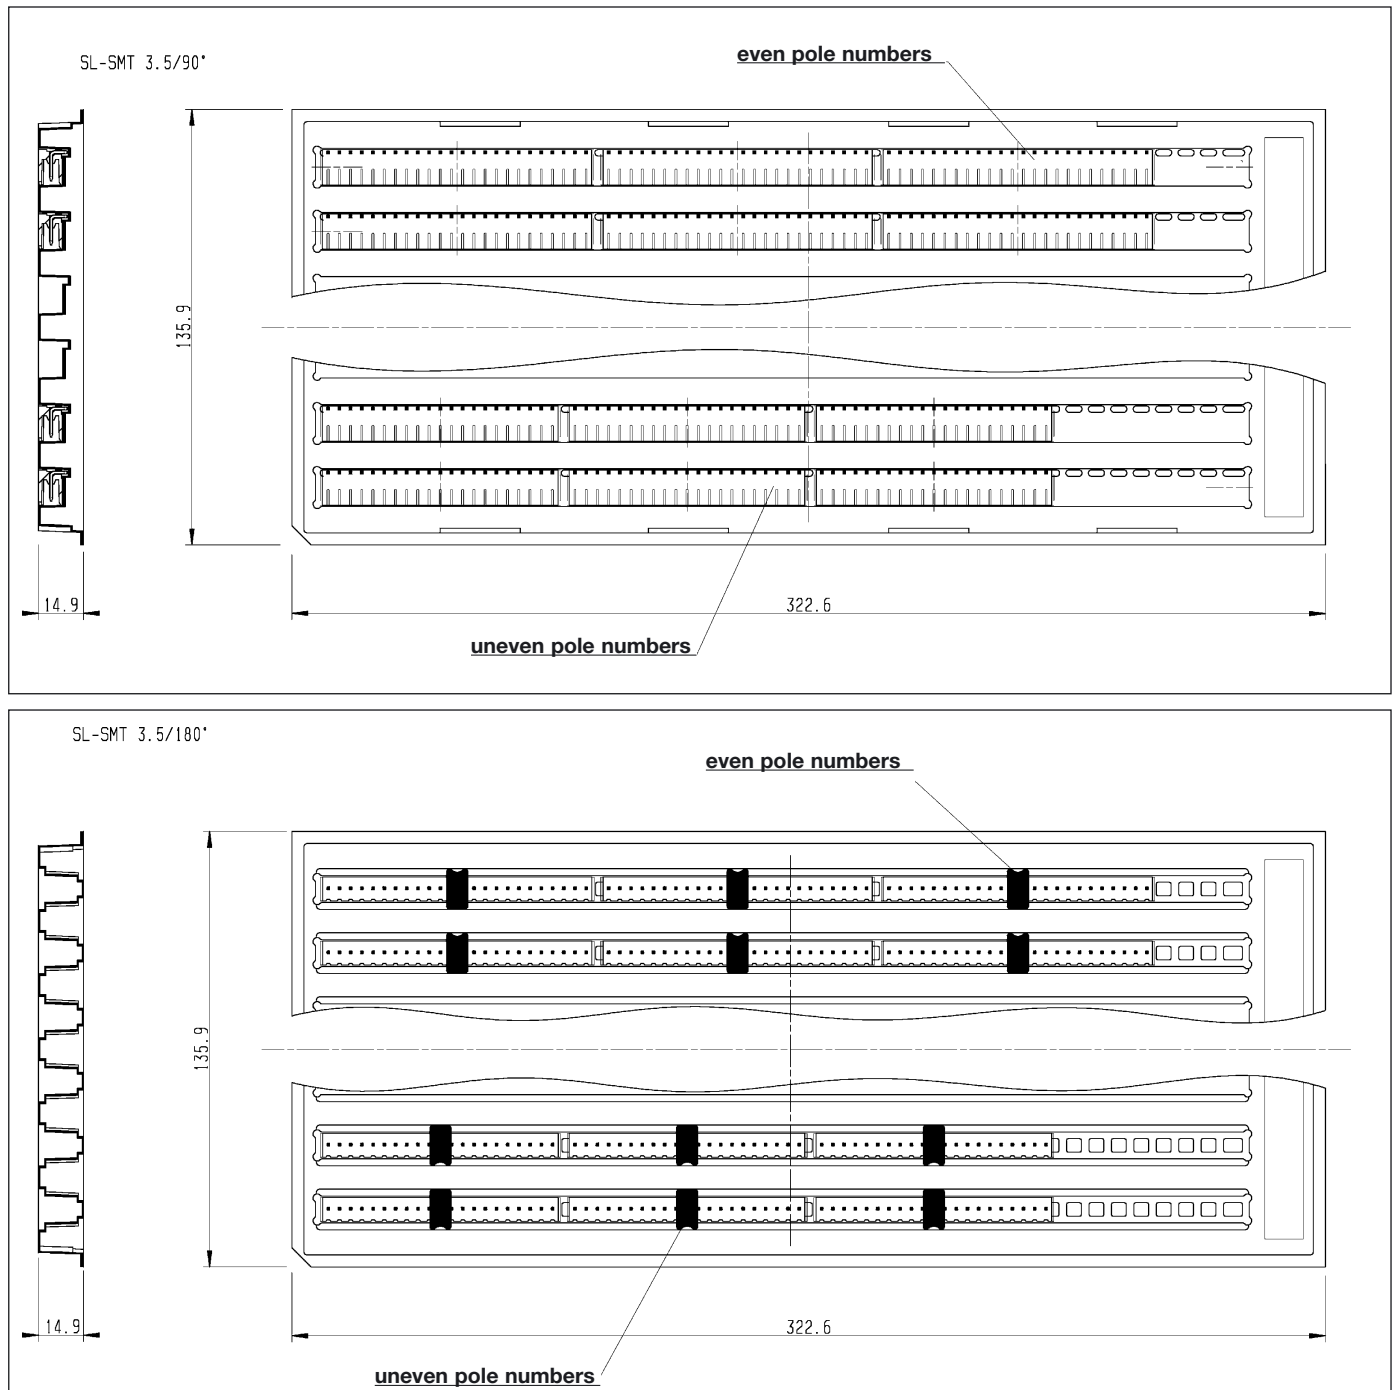 SL-SMT 3.5/90°
even pole numbers
135.9
14.9
322.6
uneven pole numbers
SL-SMT 3.5/180°
even pole numbers
135.9
14.9
322.6
uneven pole numbers